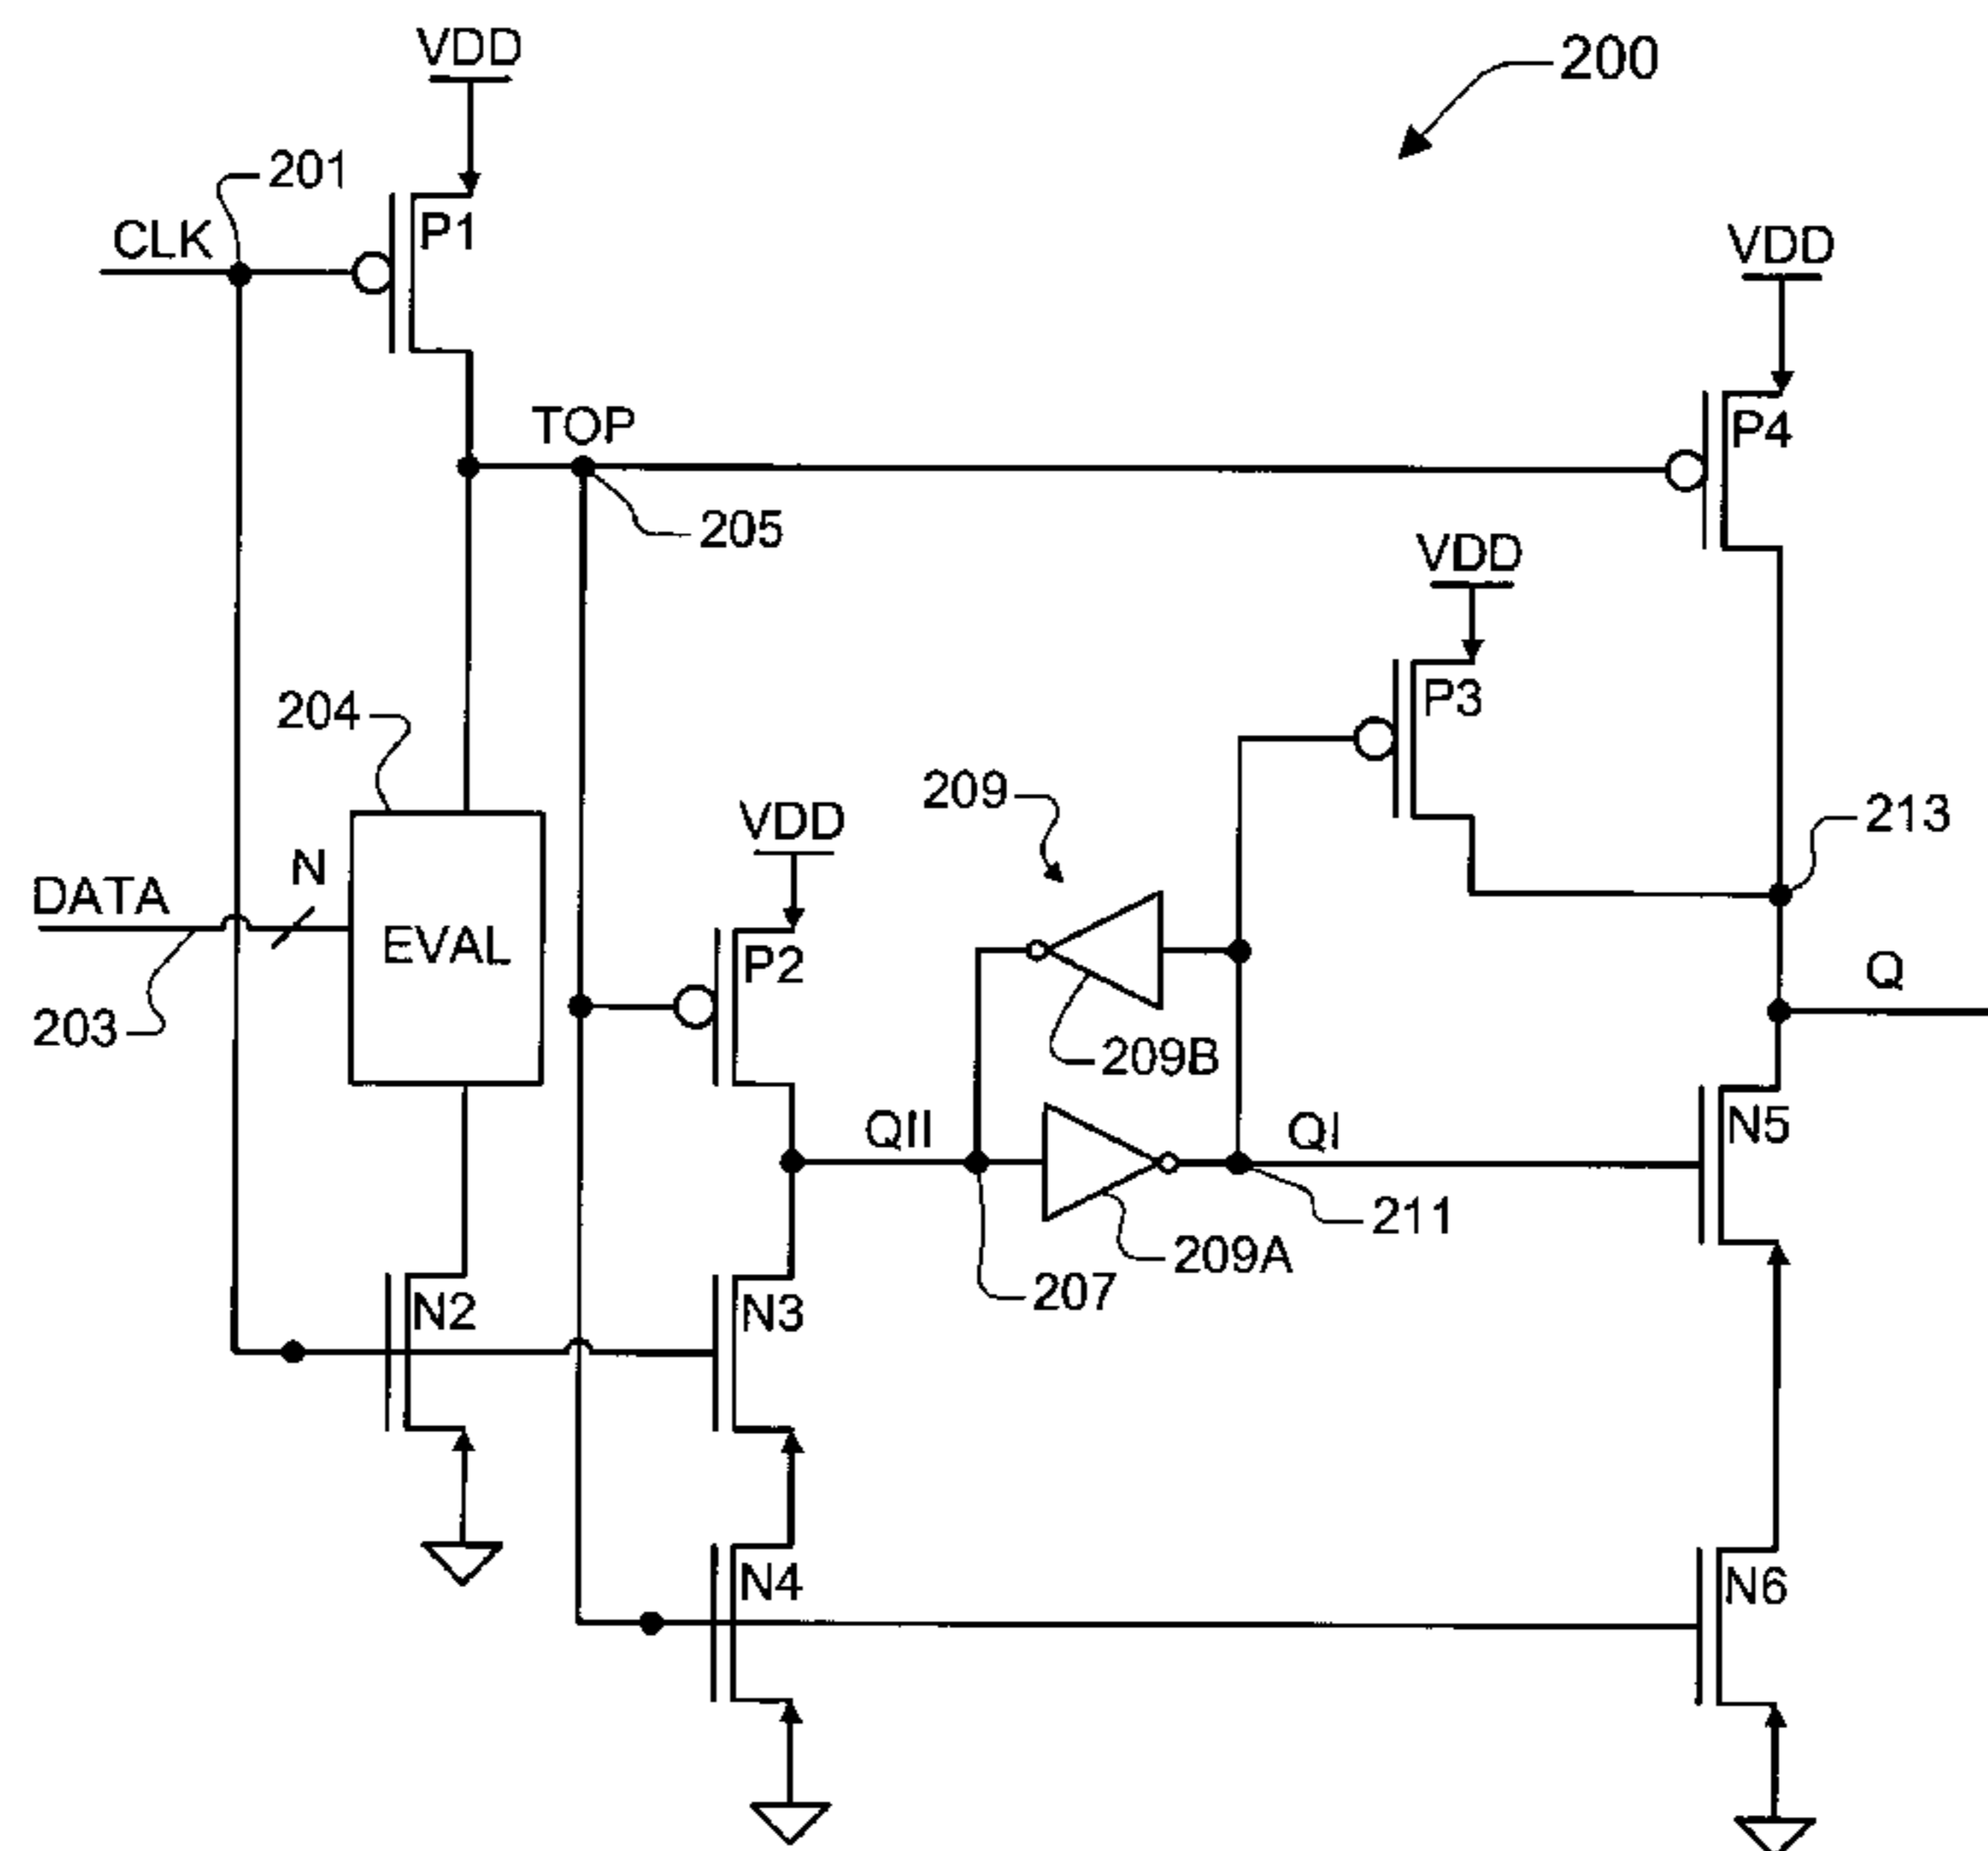 VDD
200
201
P1
CLK
VDD
TOP
P4
205
VDD
P3
204
209
VDD
213
N
DATA
EVAL
P2
Q
203
209B
QII
QI
N5
211
209A
207
N2
N3
N4
N6